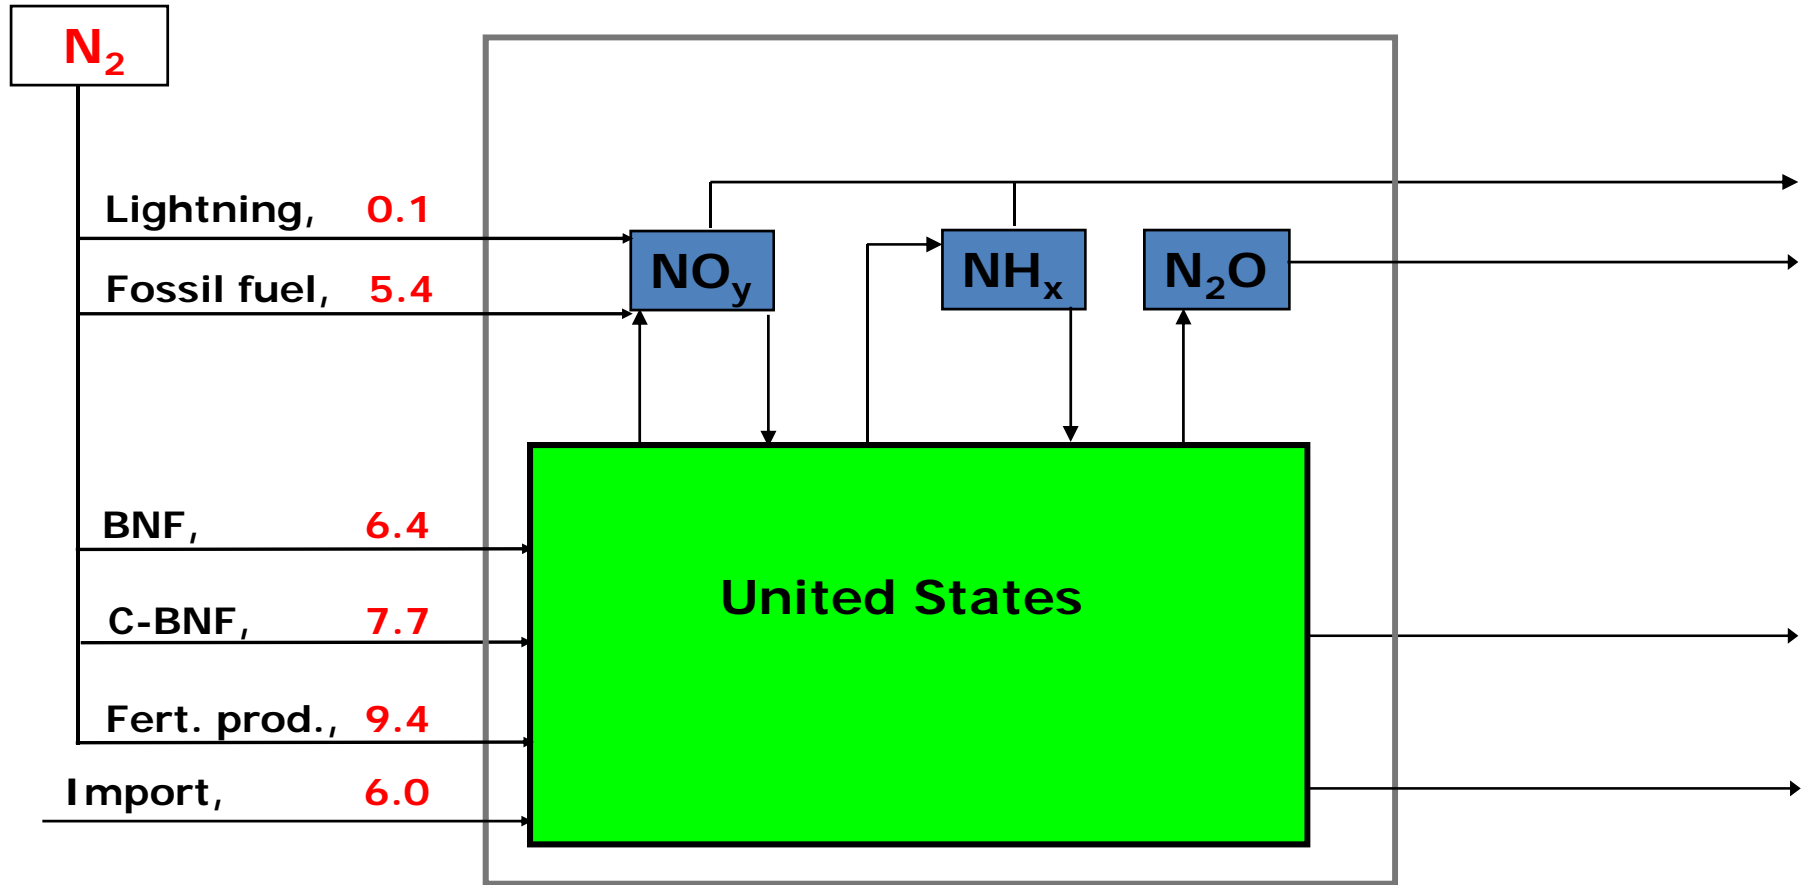 N₂
Lightning, 0.1
Fossil fuel, 5.4
NOy
NHx
N₂O
BNF, 6.4
United States
C-BNF, 7.7
Fert. prod., 9.4
Import, 6.0